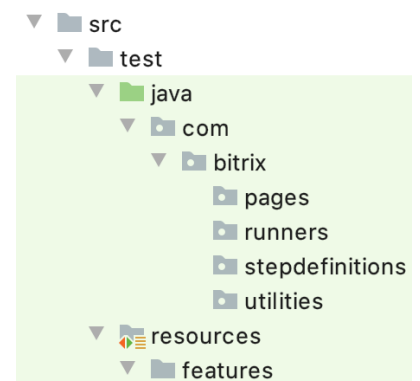 src
test
java
com
bitrix
pages
runners
stepdefinitions
utilities
resources
features